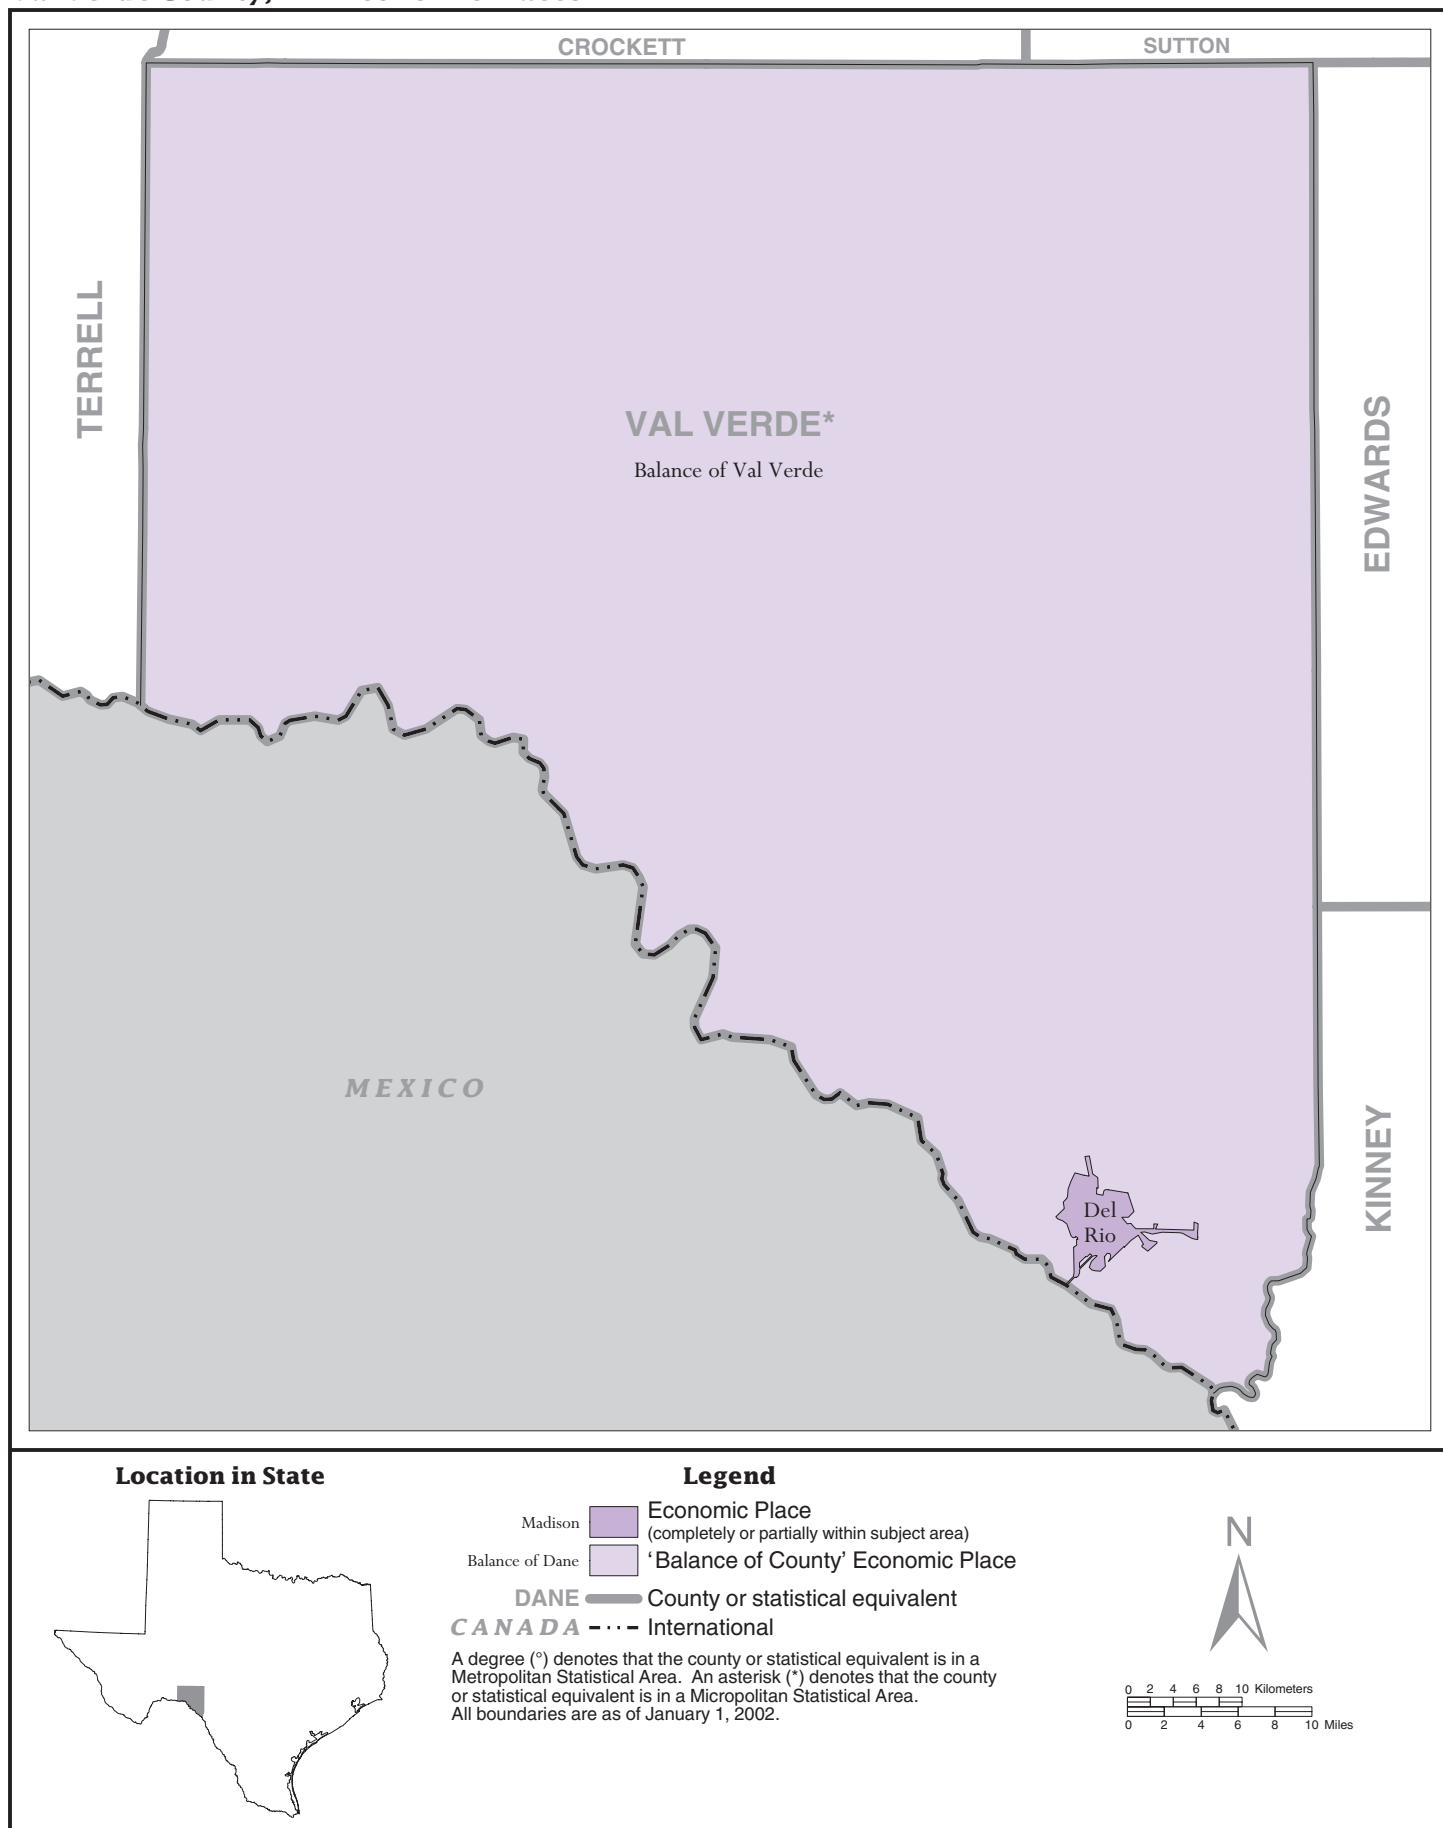 CROCKETT
SUTTON
TERRELL
VAL VERDE*
Balance of Val Verde
EDWARDS
MEXICO
KINNEY
Del
Rio
Location in State
Legend
Madison
Economic Place
(completely or partially within subject area)
Balance of Dane
‘Balance of County’ Economic Place
DANE
County or statistical equivalent
CANADA
International
A degree (°) denotes that the county or statistical equivalent is in a
Metropolitan Statistical Area. An asterisk (*) denotes that the county
or statistical equivalent is in a Micropolitan Statistical Area.
All boundaries are as of January 1, 2002.
N
0 2 4 6 8 10 Kilometers
0 2 4 6 8 10 Miles